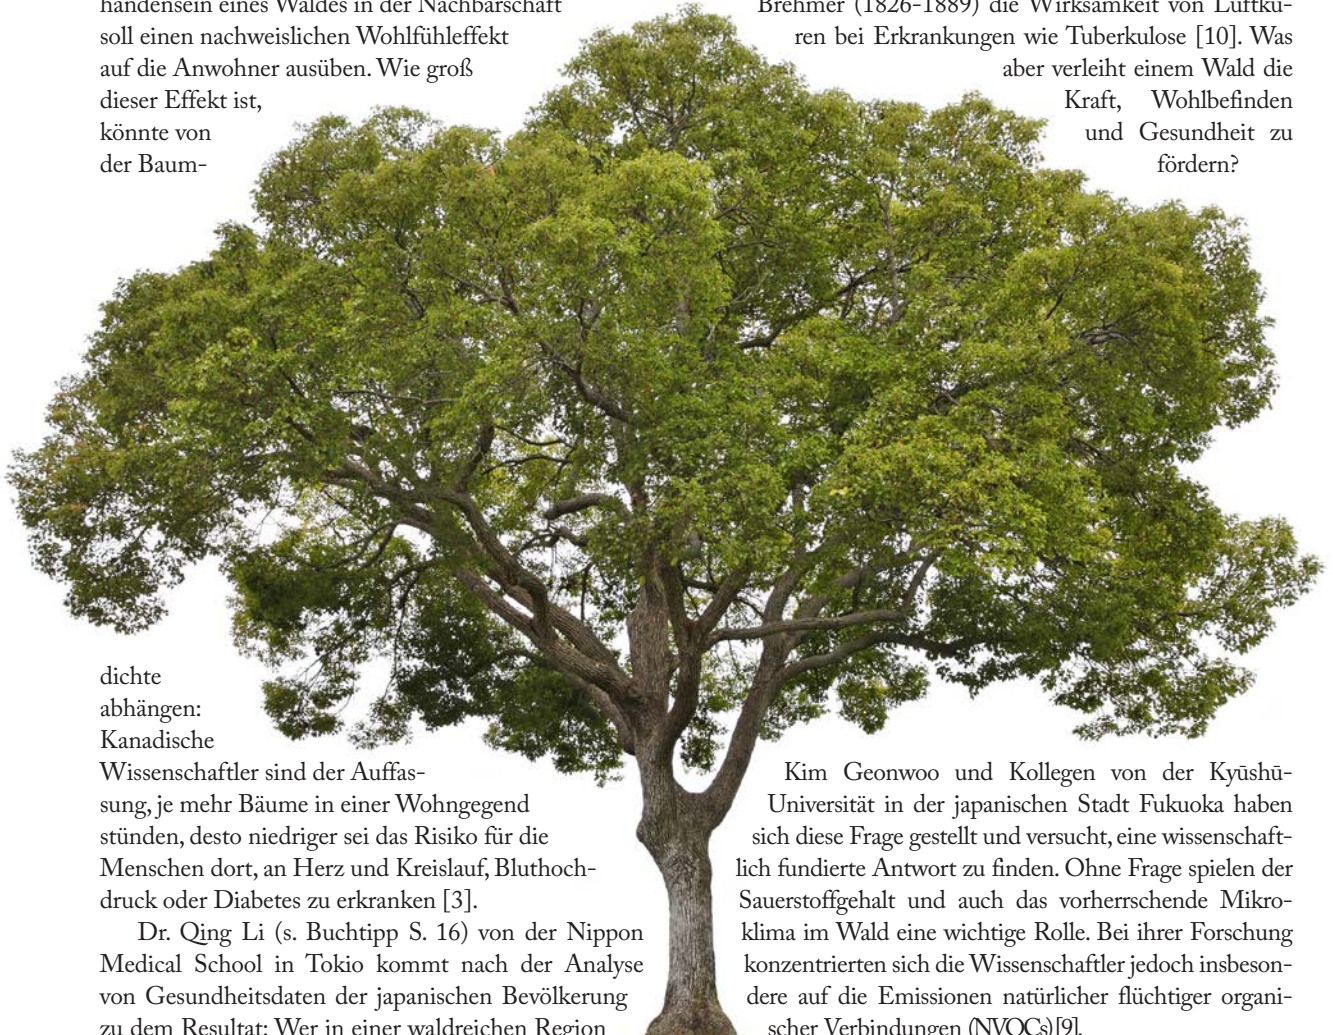 handensein eines Waldes in der Nachbarschaft
soll einen nachweislichen Wohlfühleffekt
auf die Anwohner ausüben. Wie groß
dieser Effekt ist,
könnte von
der Baum-
dichte
abhängen:
Kanadische
Wissenschaftler sind der Auffas-
sung, je mehr Bäume in einer Wohngegend
stünden, desto niedriger sei das Risiko für die
Menschen dort, an Herz und Kreislauf, Bluthoch-
druck oder Diabetes zu erkranken [3].
Dr. Qing Li (s. Buchtipp S. 16) von der Nippon
Medical School in Tokio kommt nach der Analyse
von Gesundheitsdaten der japanischen Bevölkerung
zu dem Resultat: Wer in einer waldreichen Region
Brehmer (1826-1889) die Wirksamkeit von Luftku-
ren bei Erkrankungen wie Tuberkulose [10]. Was
aber verleiht einem Wald die
Kraft, Wohlbefinden
und Gesundheit zu
fördern?
Kim Geonwoo und Kollegen von der Kyūshū-
Universität in der japanischen Stadt Fukuoka haben
sich diese Frage gestellt und versucht, eine wissenschaft-
lich fundierte Antwort zu finden. Ohne Frage spielen der
Sauerstoffgehalt und auch das vorherrschende Mikro-
klima im Wald eine wichtige Rolle. Bei ihrer Forschung
konzentrierten sich die Wissenschaftler jedoch insbeson-
dere auf die Emissionen natürlicher flüchtiger organi-
scher Verbindungen (NVOCs) [9].